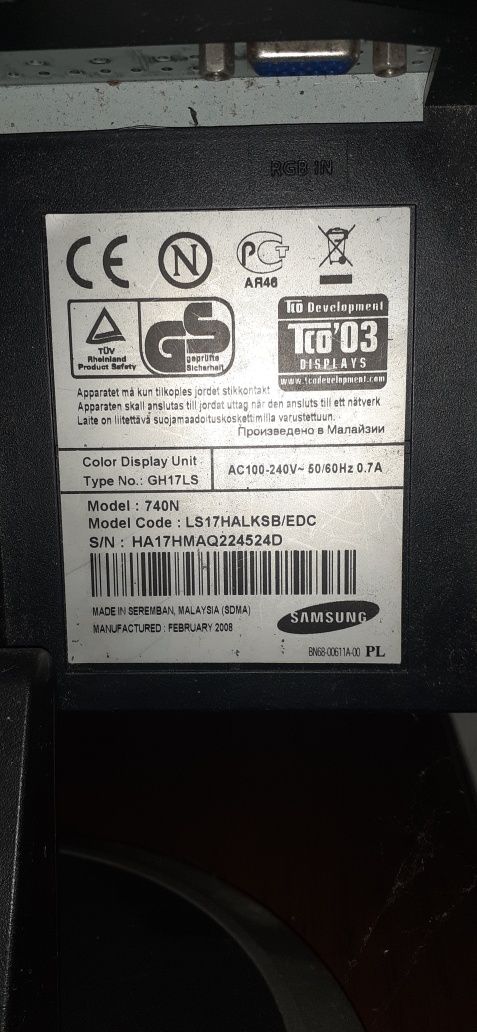 RGB IN
CE
N
PCT
AЯ46
TÜV
Rheinland
Product Safety
GS
geprüfte
Sicherheit
TCO Development
TCO'03
DISPLAYS
www.tcodevelopment.com
Apparatet må kun tilkoples jordet stikkontakt
Apparaten skall anslutas till jordat uttag när den ansluts till ett nätverk
Laite on liitettävä suojamaadoituskoskettimilla varustettuun.
Произведено в Малайзии
Color Display Unit
Type No.: GH17LS
AC100-240V~ 50/60Hz 0.7A
Model : 740N
Model Code : LS17HALKSB/EDC
S/N : HA17HMAQ224524D
MADE IN SEREMBAN, MALAYSIA (SDMA)
MANUFACTURED : FEBRUARY 2008
SAMSUNG
BN68-00611A-00 PL